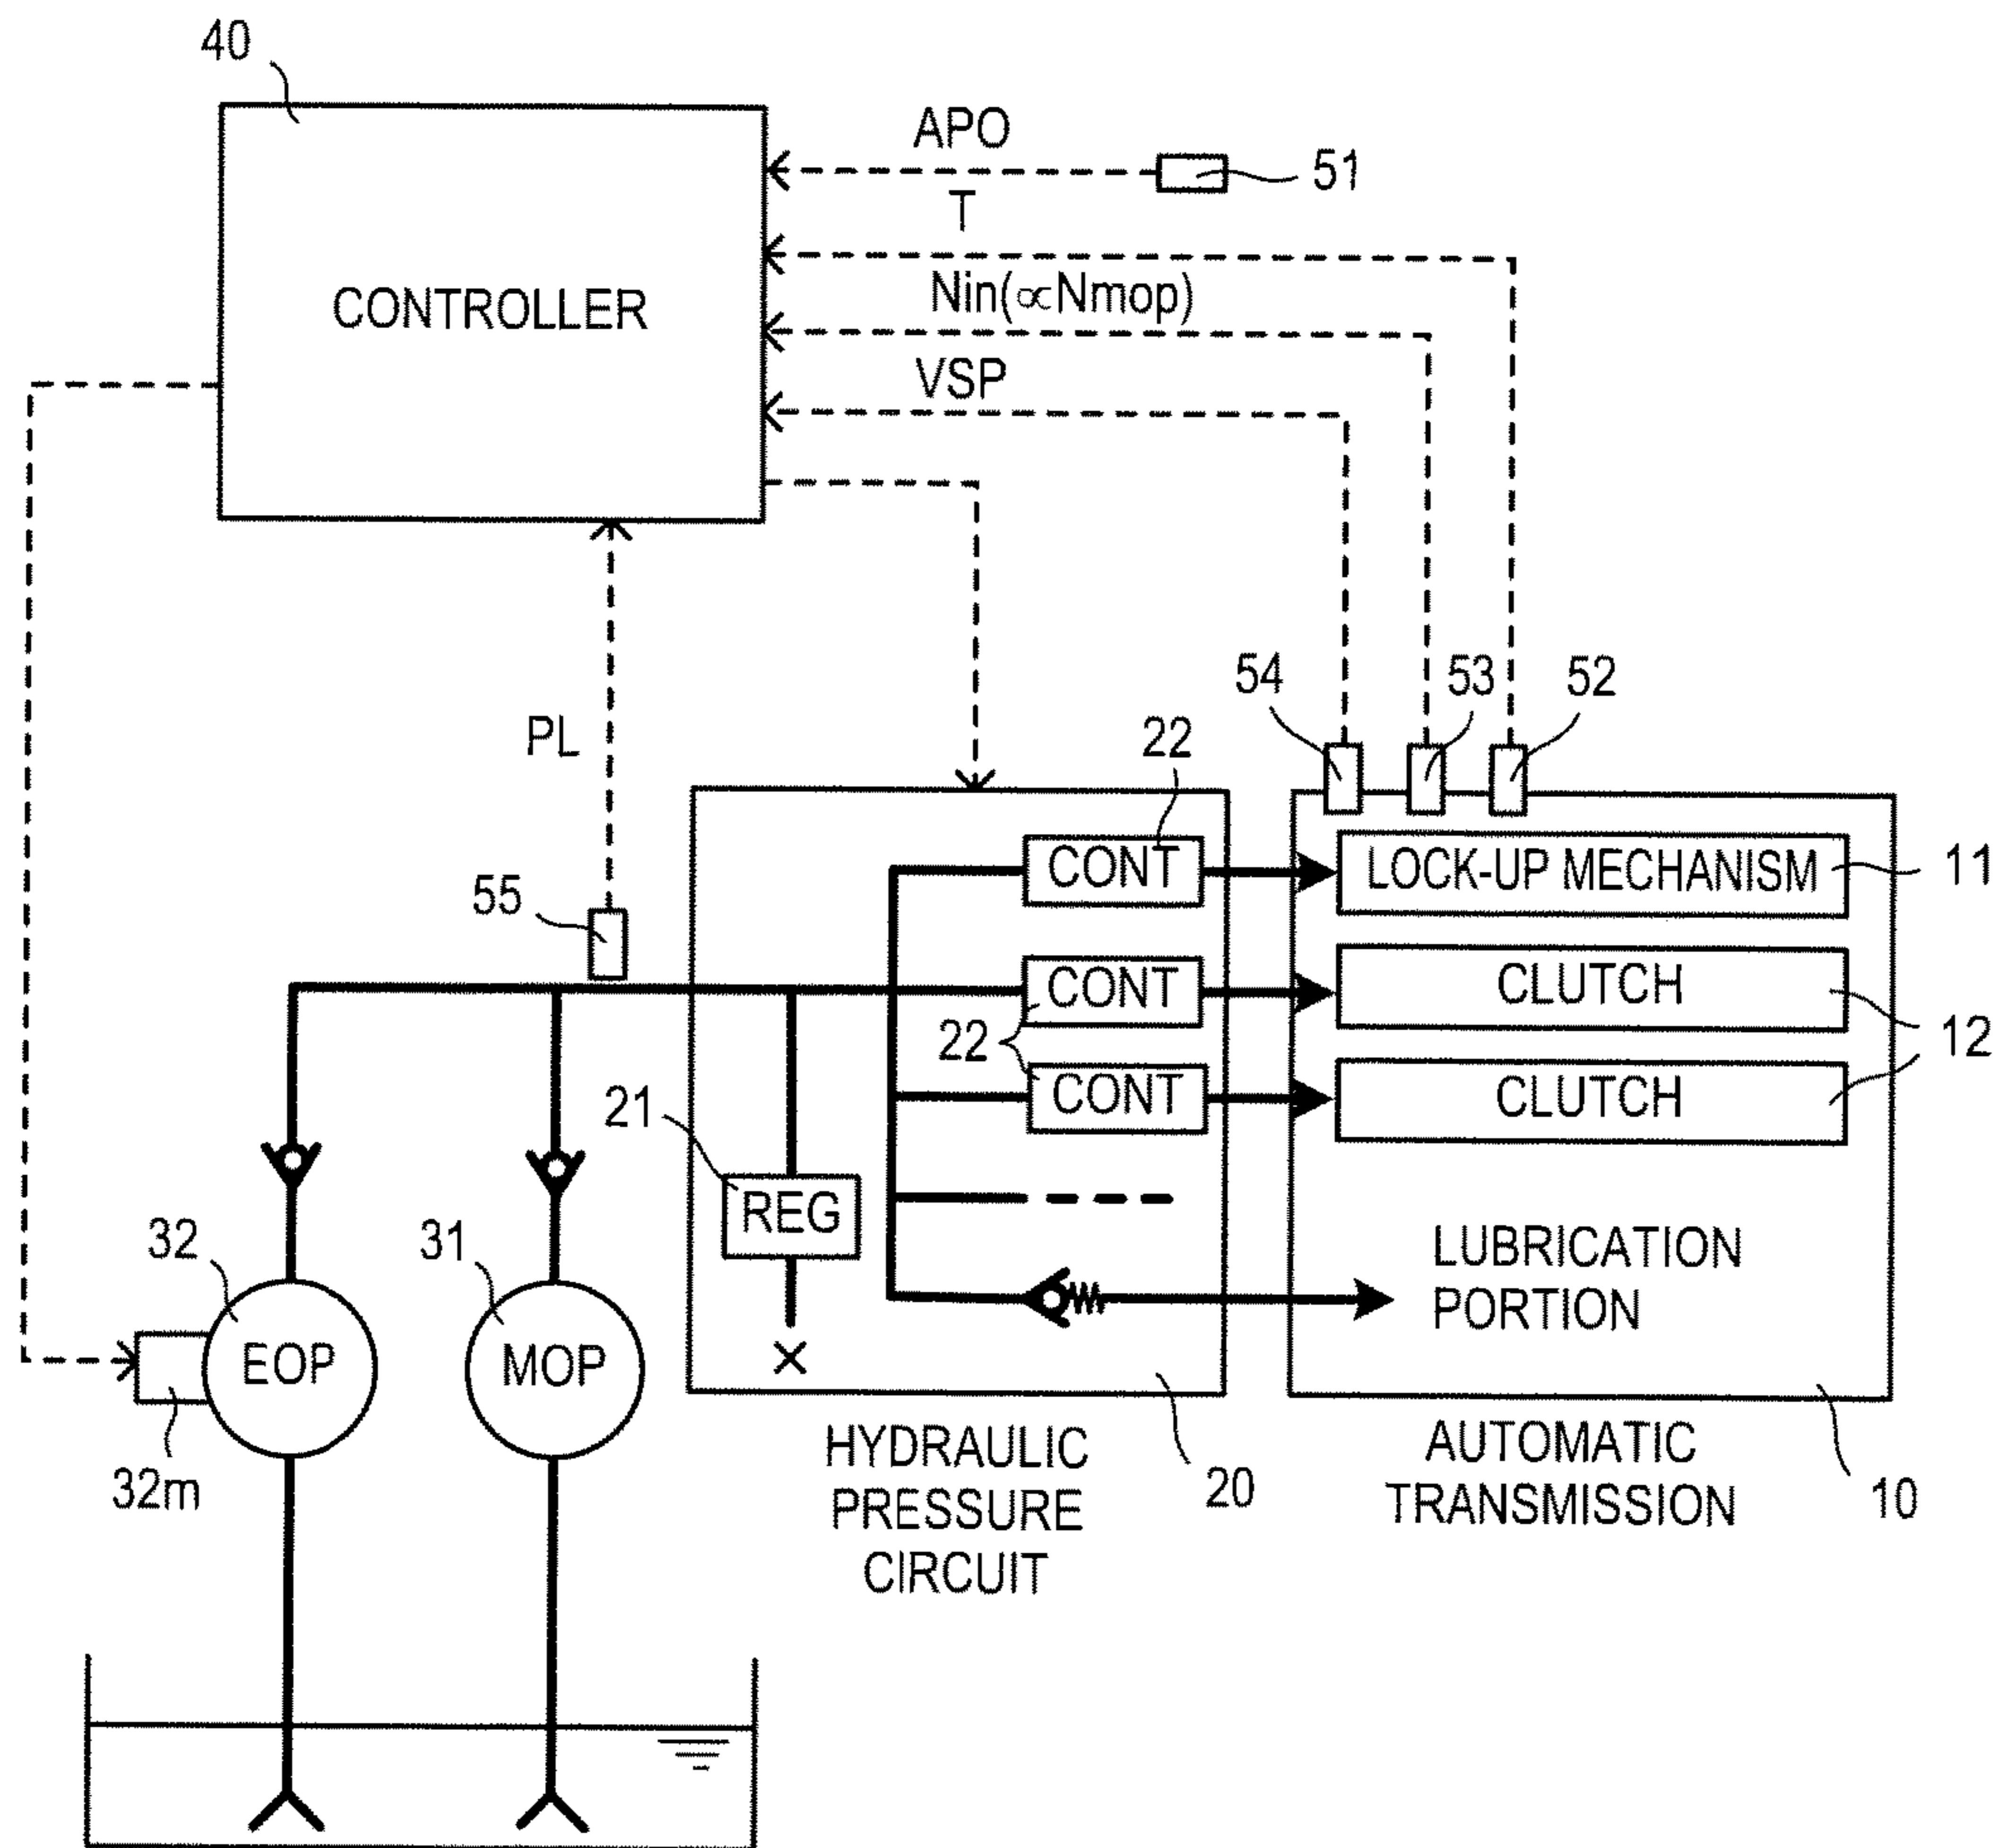 40
APO
51
T
CONTROLLER
Nin(∝Nmop)
VSP
54
53
52
PL
22
55
CONT
LOCK-UP MECHANISM
11
CONT
CLUTCH
22
12
21
CONT
CLUTCH
REG
32
31
LUBRICATION
PORTION
EOP
MOP
32m
HYDRAULIC
PRESSURE
CIRCUIT
20
AUTOMATIC
TRANSMISSION
10